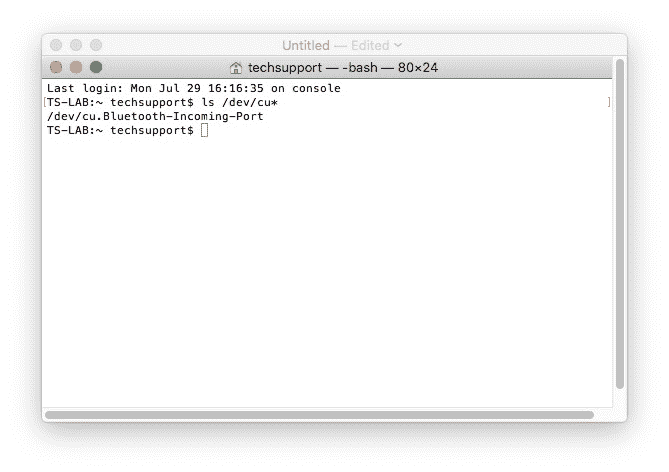 Untitled — Edited
techsupport — -bash — 80×24
Last login: Mon Jul 29 16:16:35 on console
[TS-LAB:~ techsupport$ ls /dev/cu* ]
/dev/cu.Bluetooth-Incoming-Port
TS-LAB:~ techsupport$